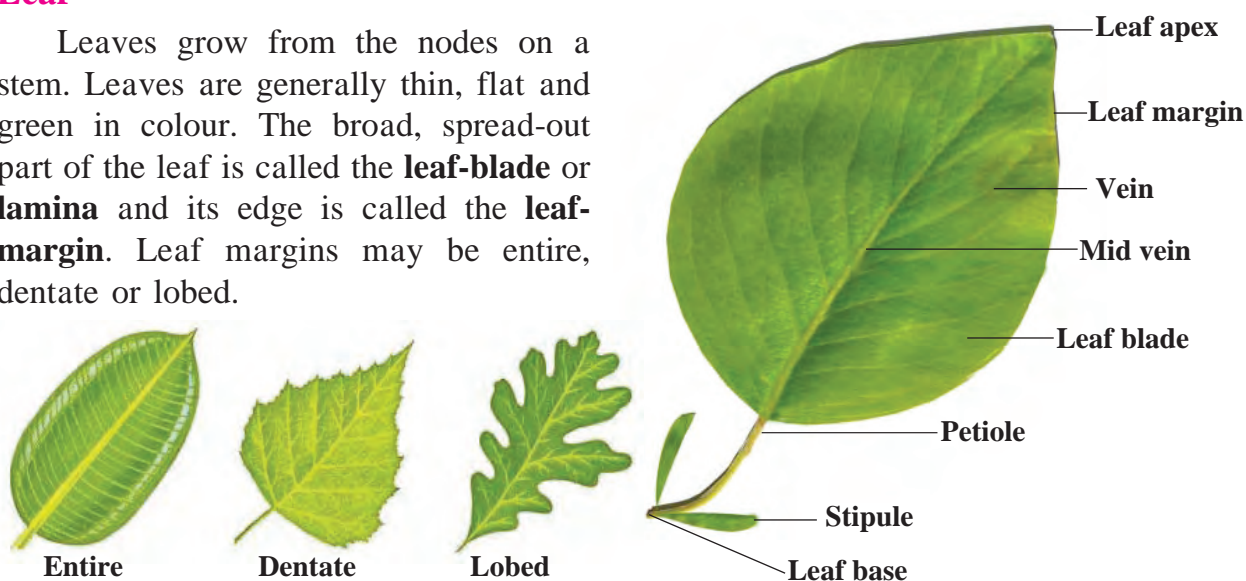 Leaf
Leaves grow from the nodes on a
stem. Leaves are generally thin, flat and
green in colour. The broad, spread-out
part of the leaf is called the leaf-blade or
lamina and its edge is called the leaf-
margin. Leaf margins may be entire,
dentate or lobed.
Entire
Dentate
Lobed
Leaf apex
Leaf margin
Vein
Mid vein
Leaf blade
Petiole
Stipule
Leaf base